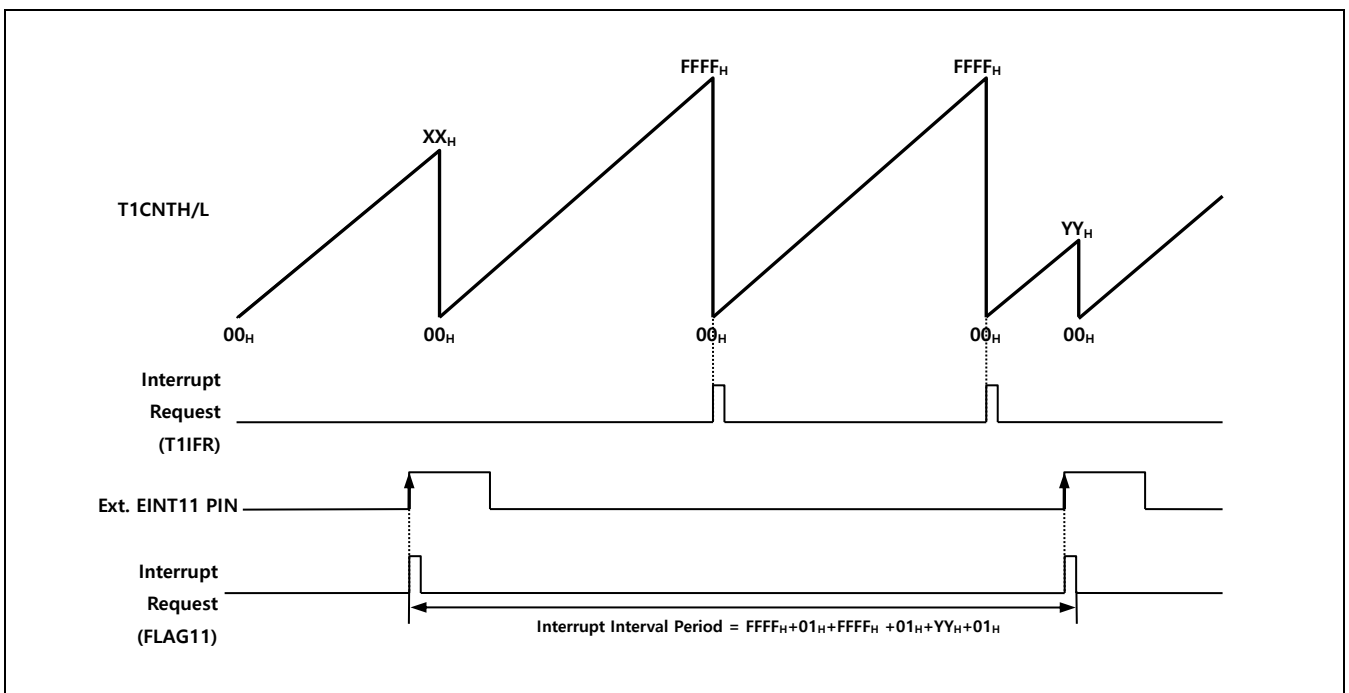 FFFFH FFFFH
XXH
T1CNTH/L
YYH
00H 00H 00H 00H 00H
Interrupt
Request
(T1IFR)
Ext. EINT11 PIN
Interrupt
Request
(FLAG11)
Interrupt Interval Period = FFFFH+01H+FFFFH +01H+YYH+01H